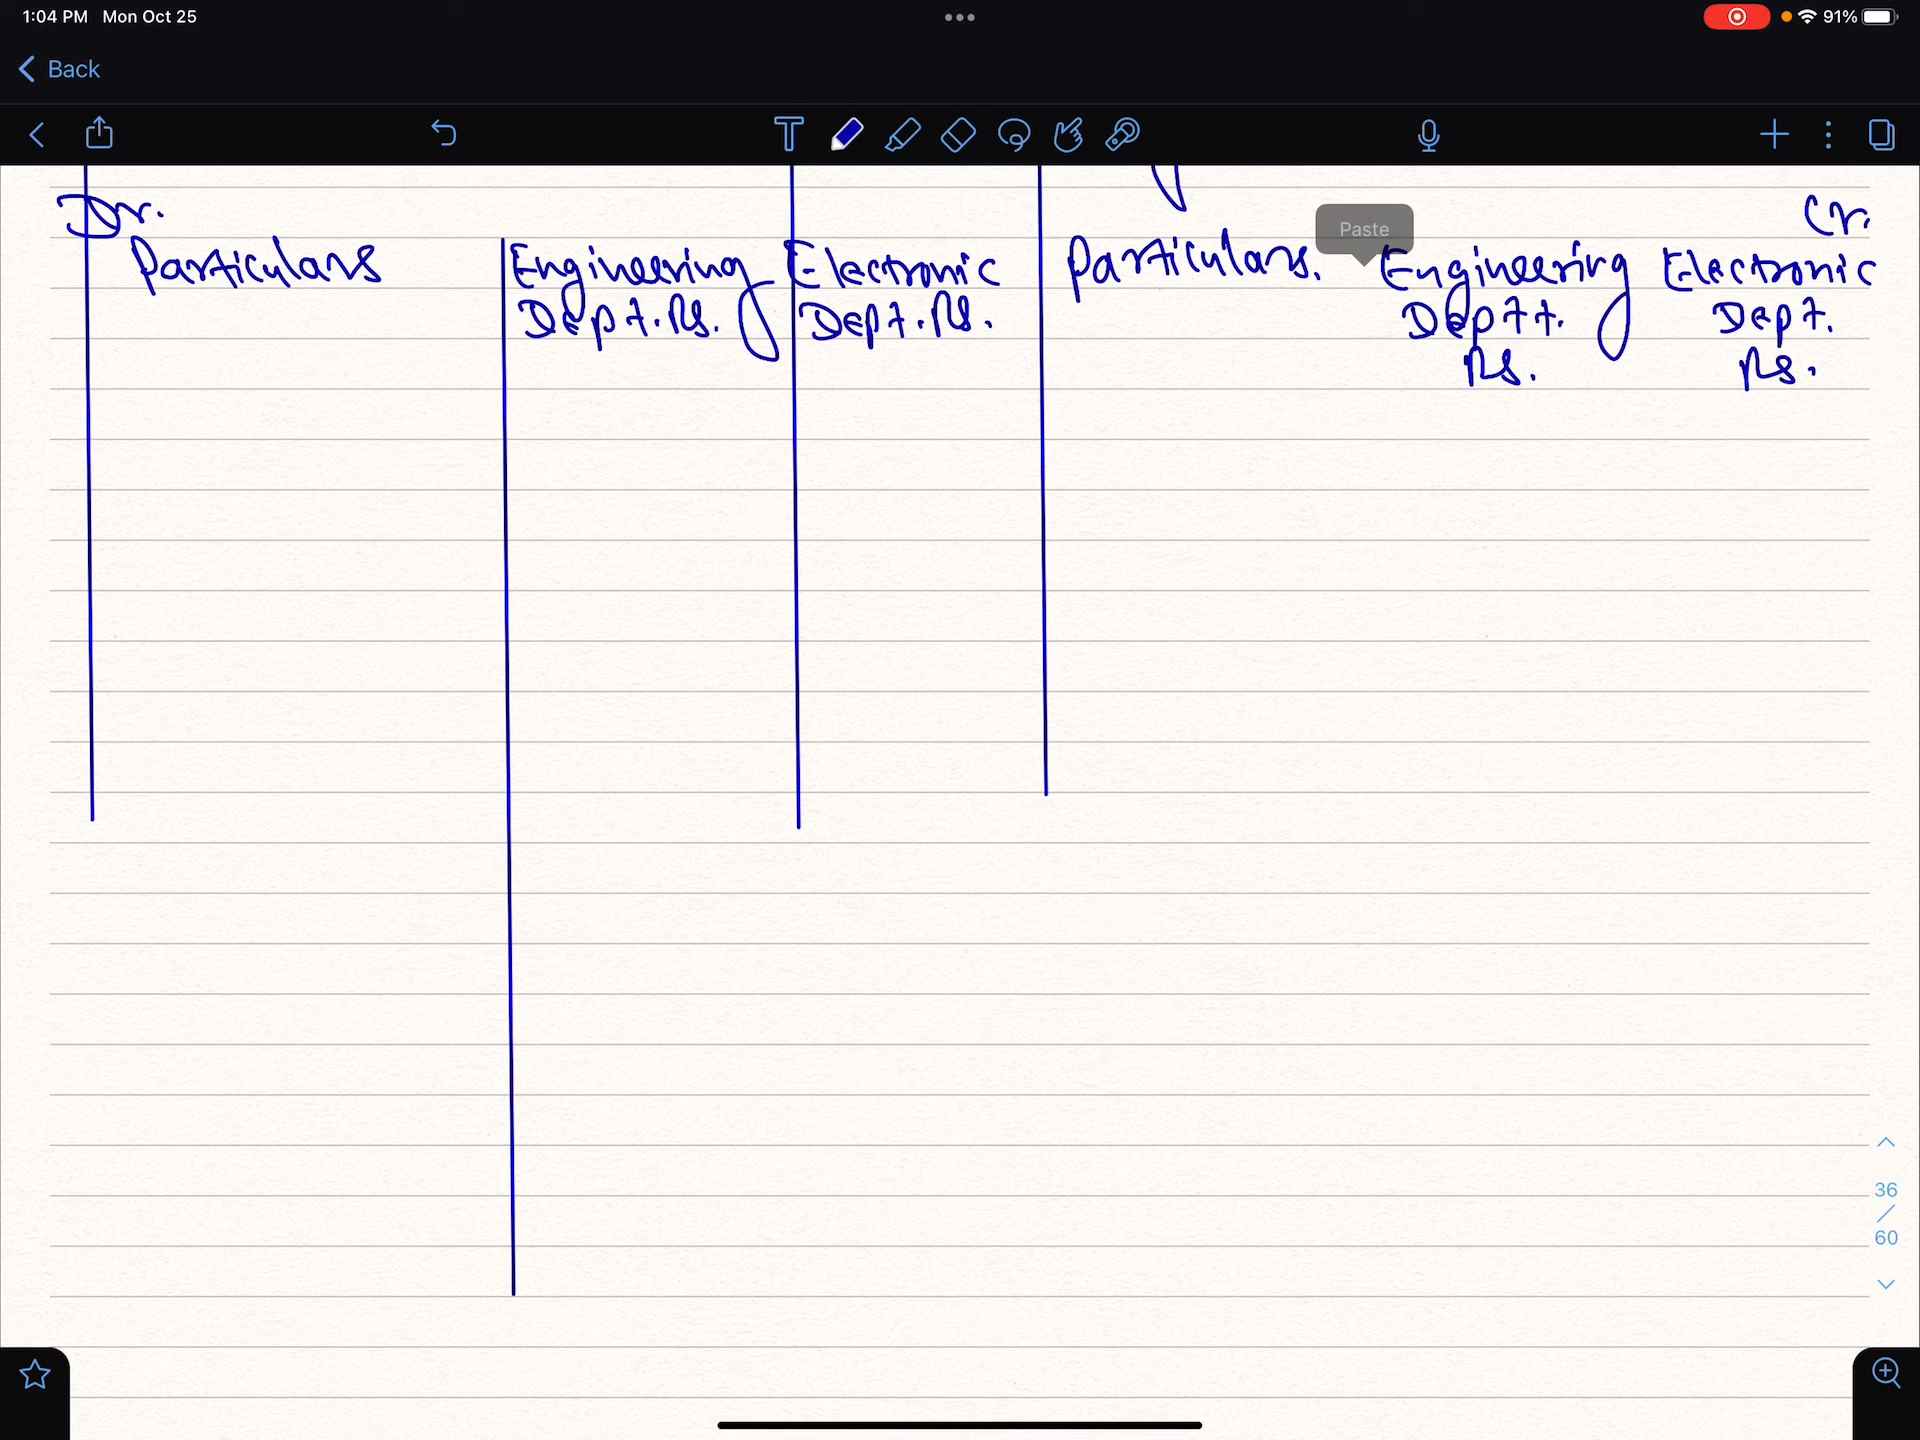 1:04 PM Mon Oct 25
91%
Back
Dr.
Cr.
Paste
Particulars Engineering Electronic Particulars. Engineering Electronic
Dept. Rs. Dept. Rs. Deptt. Dept.
Rs. Rs.
36
/
60